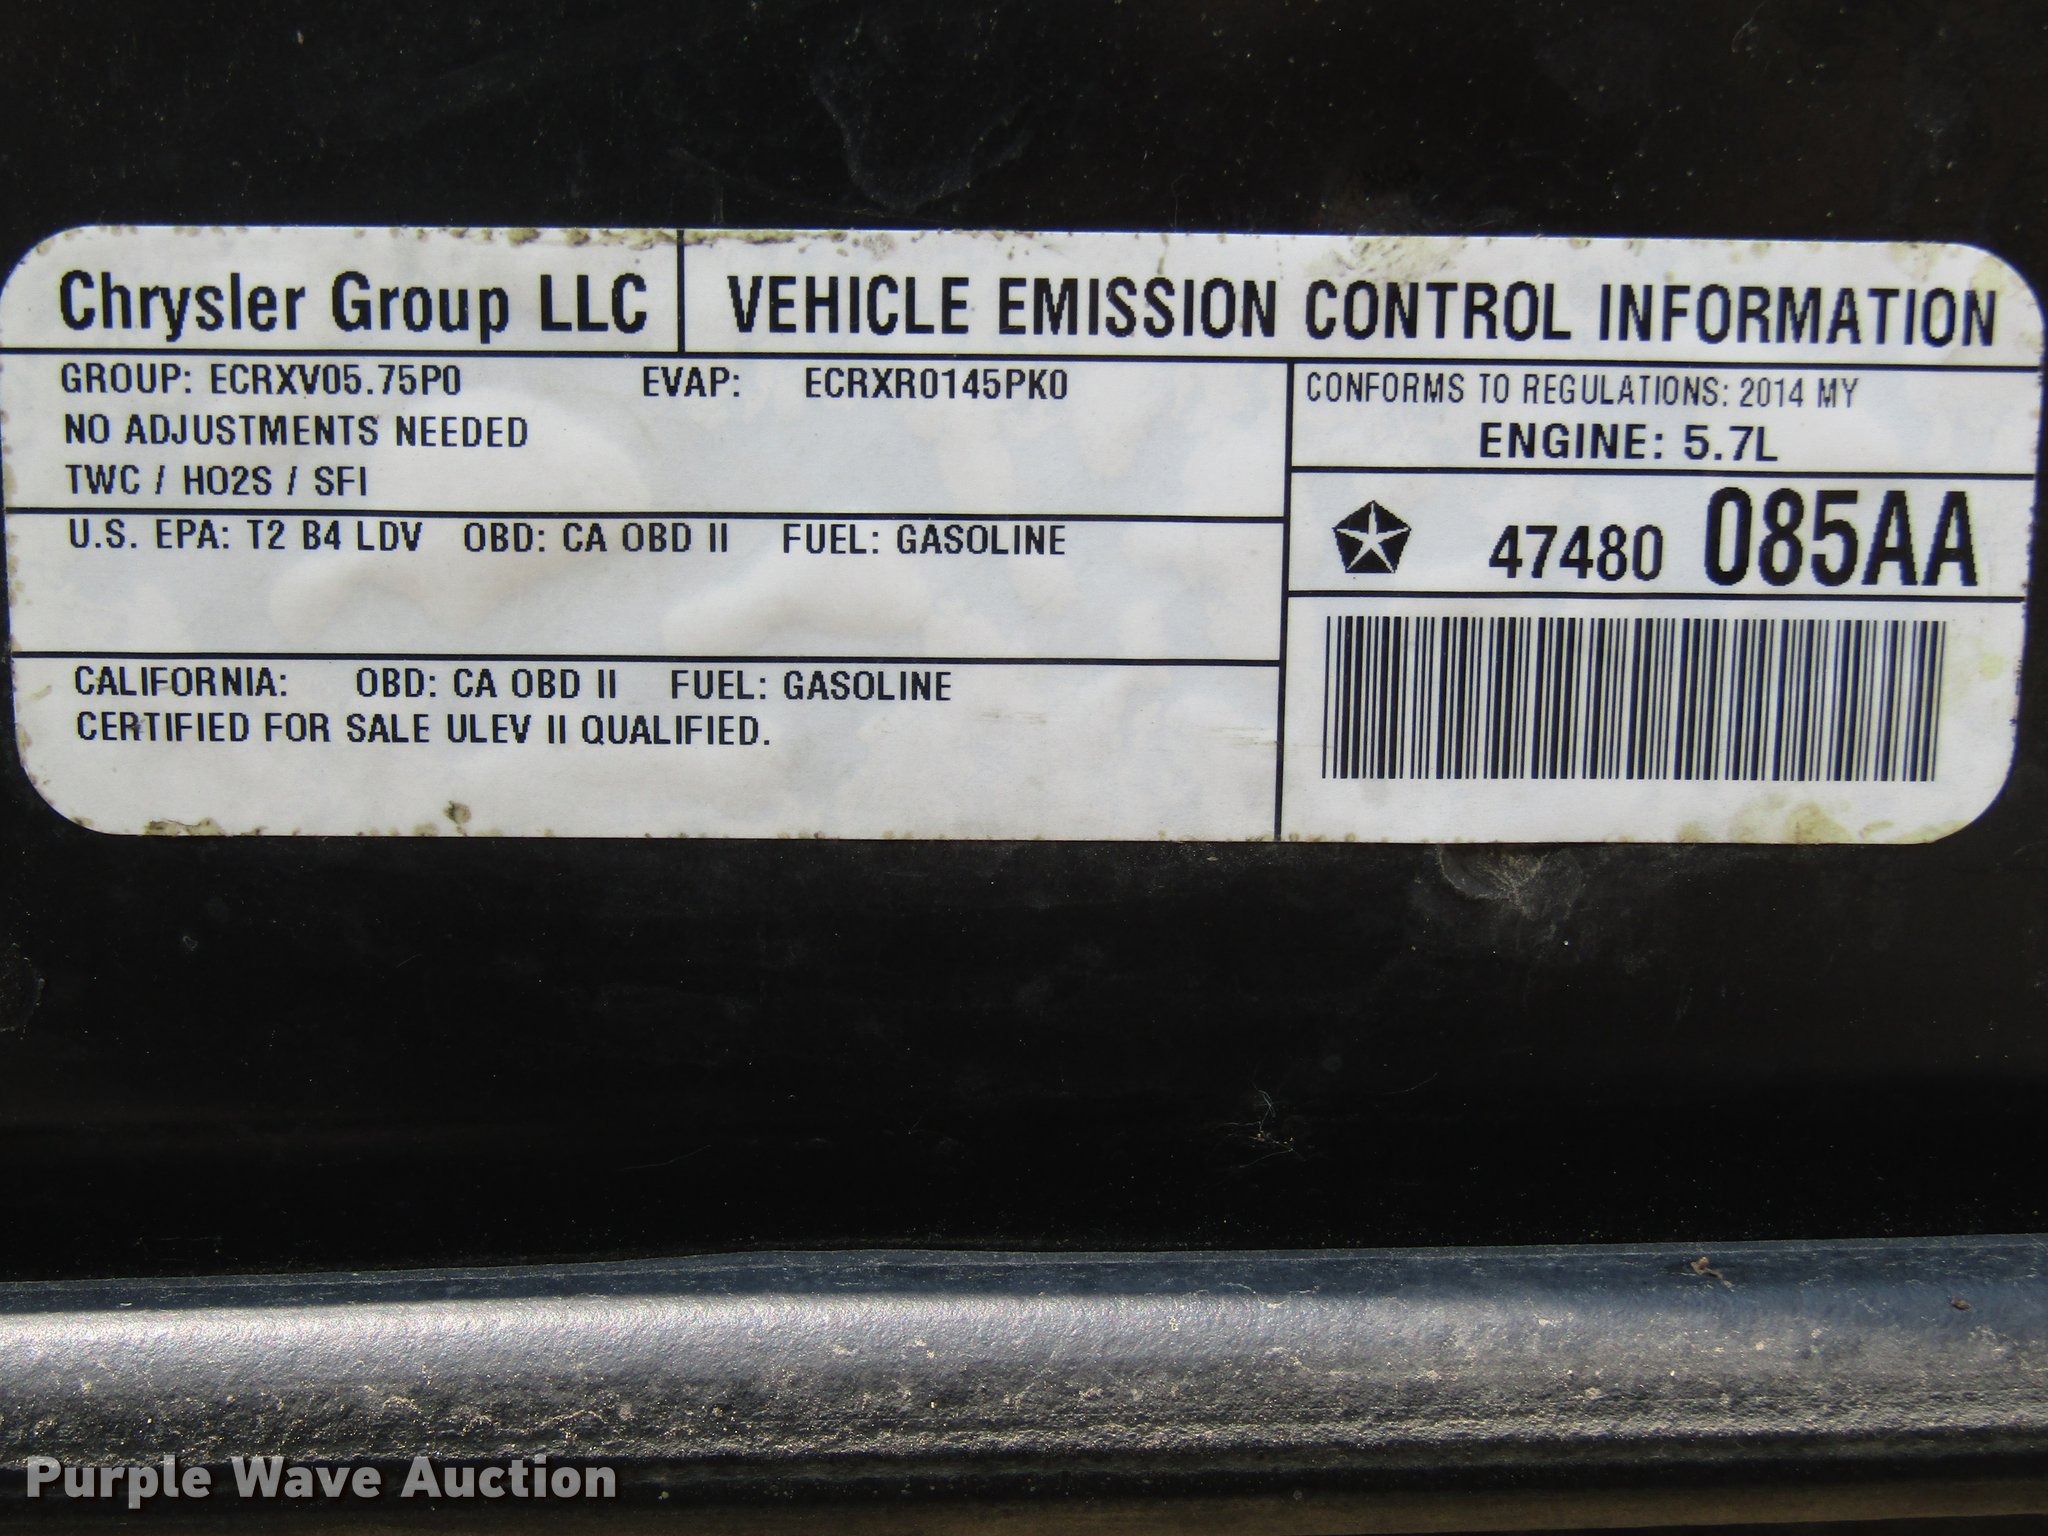 Chrysler Group LLC
VEHICLE EMISSION CONTROL INFORMATION
GROUP: ECRXV05.75P0 EVAP: ECRXR0145PK0
NO ADJUSTMENTS NEEDED
TWC / HO2S / SFI
CONFORMS TO REGULATIONS: 2014 MY
ENGINE: 5.7L
47480 085AA
U.S. EPA: T2 B4 LDV OBD: CA OBD II FUEL: GASOLINE
CALIFORNIA: OBD: CA OBD II FUEL: GASOLINE
CERTIFIED FOR SALE ULEV II QUALIFIED.
Purple Wave Auction